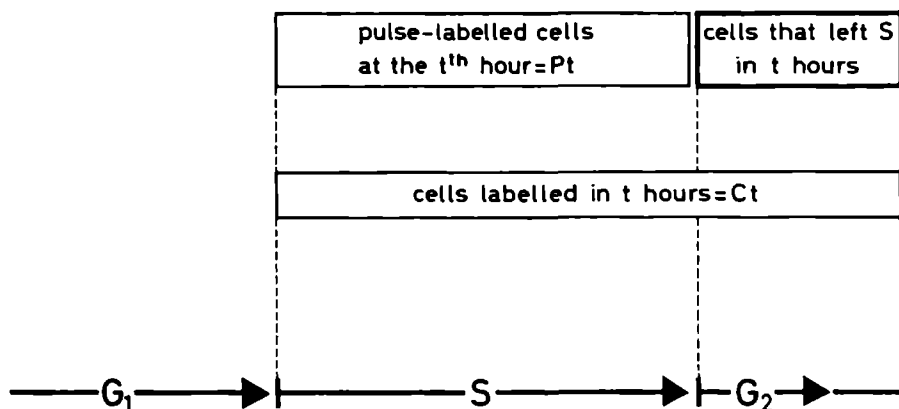 pulse-labelled cells
at the tth hour=Pt
cells that left S
in t hours
cells labelled in t hours=Ct
G1
S
G2